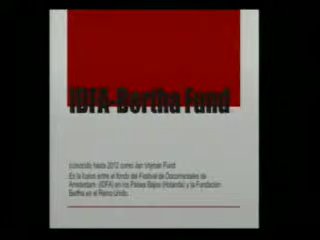 IDFA-Bertha Fund
(conocido hasta 2012 como Jan Vrijman Fund
Es la fusion entre el fondo del Festival de Documentales de
Amsterdam (IDFA) en los Países Bajos (Holanda) y la Fundación
Bertha en el Reino Unido.